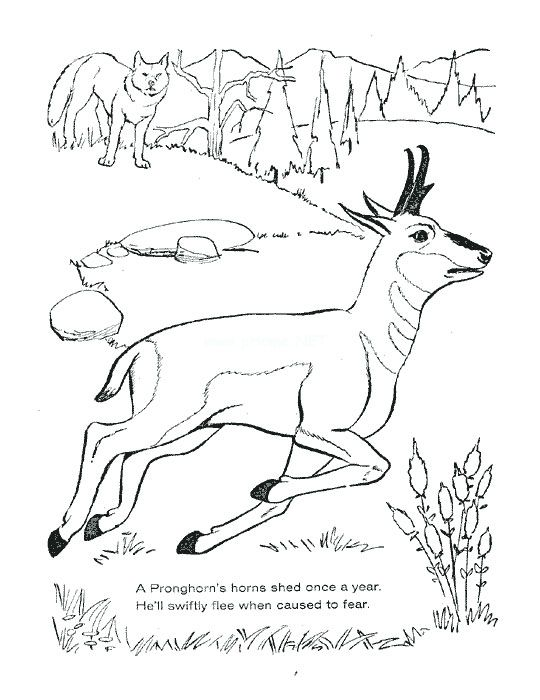 A Pronghorn's horns shed once a year.
He'll swiftly flee when caused to fear.